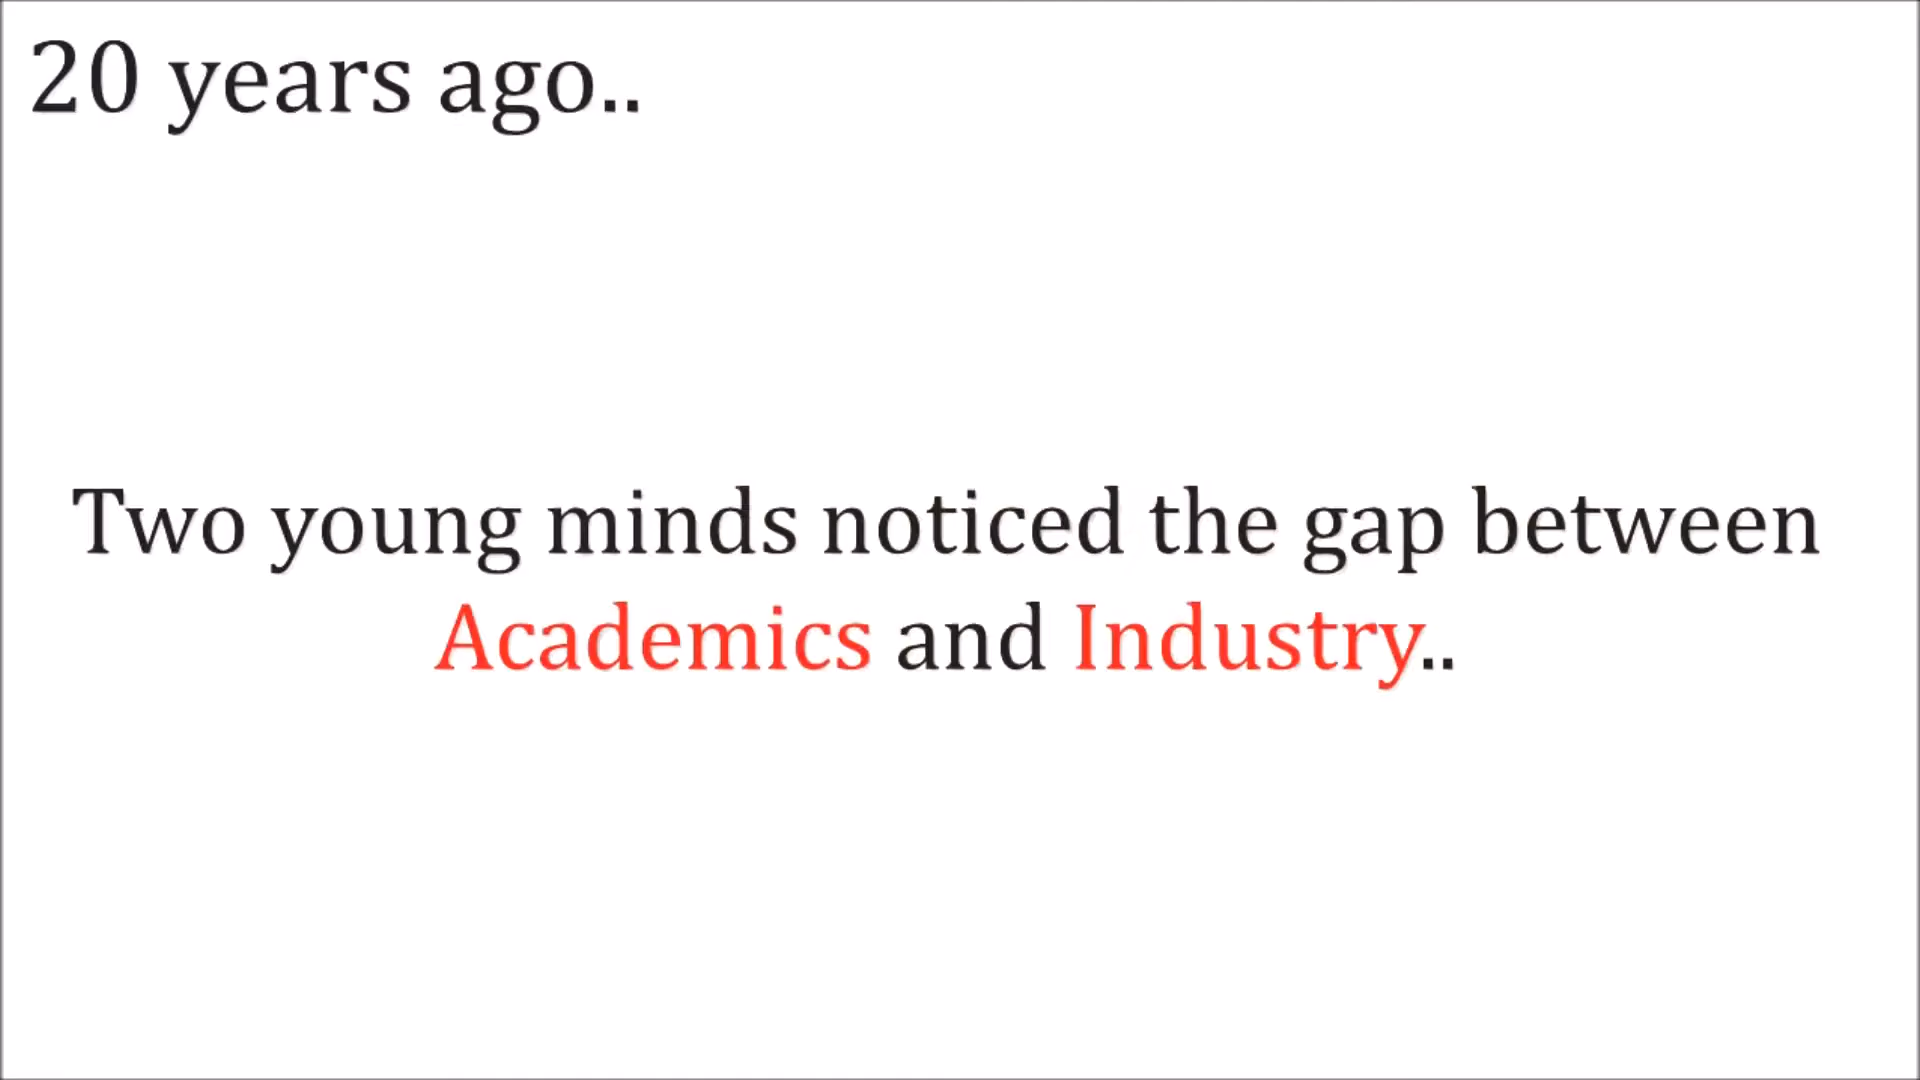 20 years ago..
Two young minds noticed the gap between
Academics and Industry..